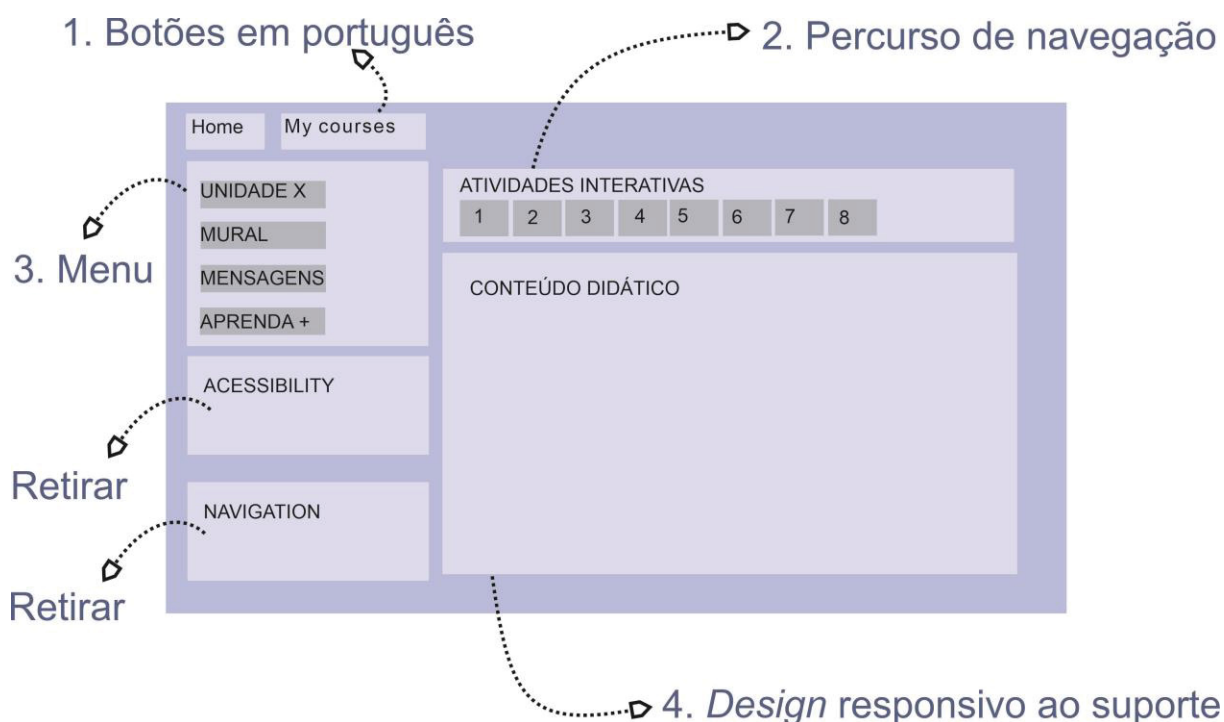 1. Botões em português
2. Percurso de navegação
Home
My courses
UNIDADE X
MURAL
MENSAGENS
APRENDA +
3. Menu
ATIVIDADES INTERATIVAS
1 2 3 4 5 6 7 8
CONTEÚDO DIDÁTICO
ACESSIBILITY
Retirar
NAVIGATION
Retirar
4. Design responsivo ao suporte